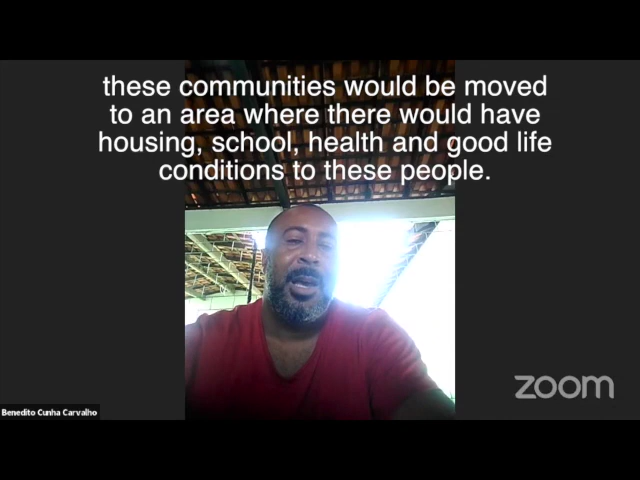 these communities would be moved
to an area where there would have
housing, school, health and good life
conditions to these people.
zoom
Benedito Cunha Carvalho